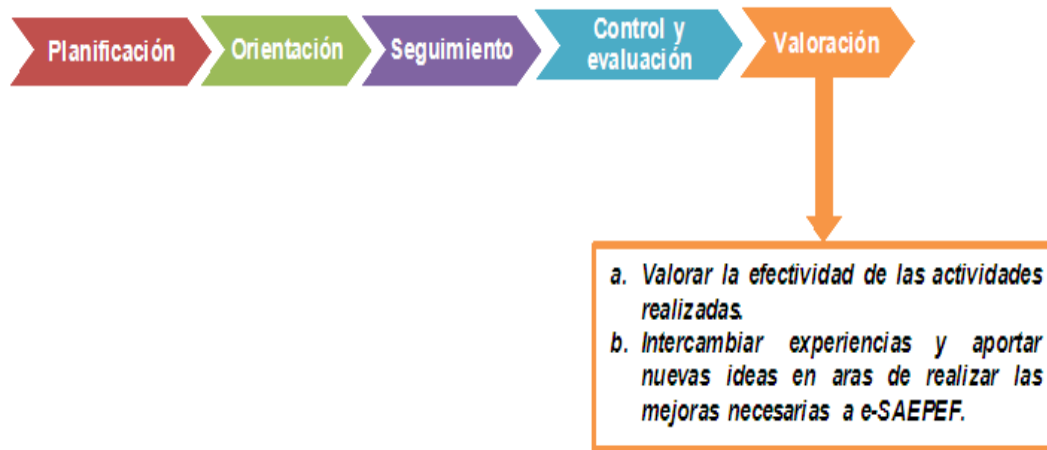 Planificación
Orientación
Seguimiento
Control y
evaluación
Valoración
a. Valorar la efectividad de las actividades
realizadas.
b. Intercambiar experiencias y aportar
nuevas ideas en aras de realizar las
mejoras necesarias a e-SAEPEF.